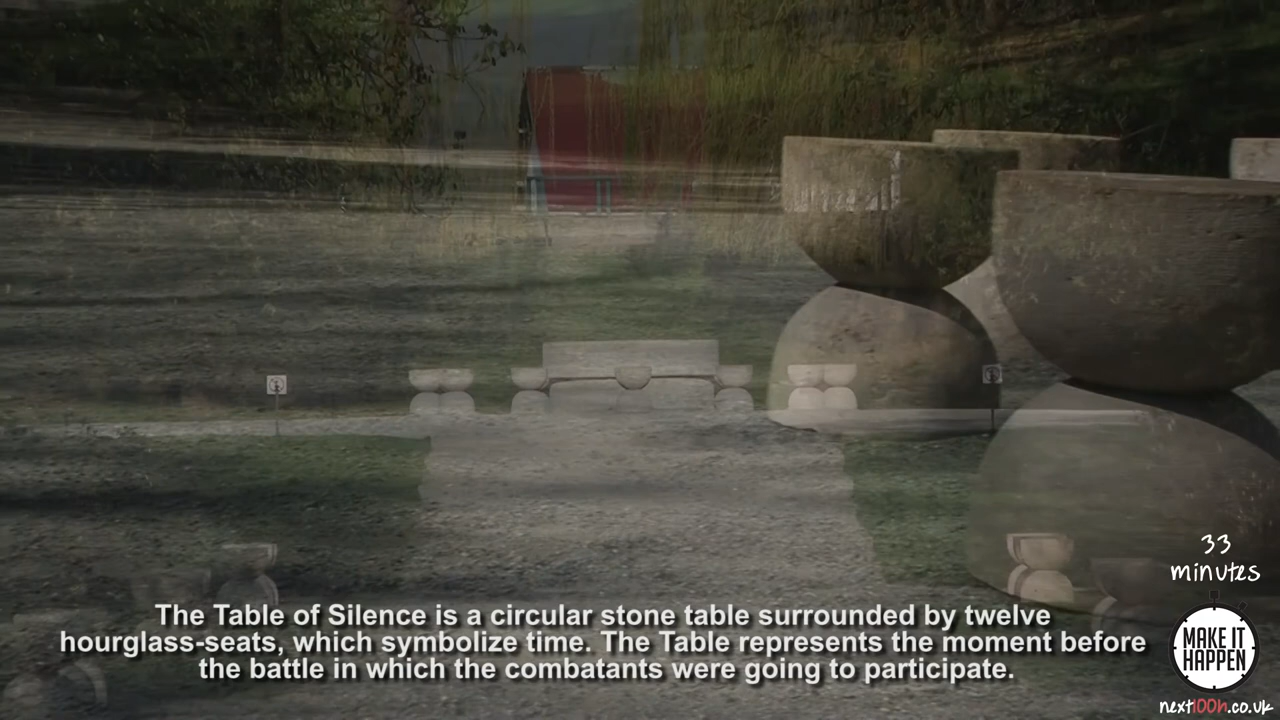 The Table of Silence is a circular stone table surrounded by twelve
hourglass-seats, which symbolize time. The Table represents the moment before
the battle in which the combatants were going to participate.
33
minutes
MAKE IT
HAPPEN
next100h.co.uk